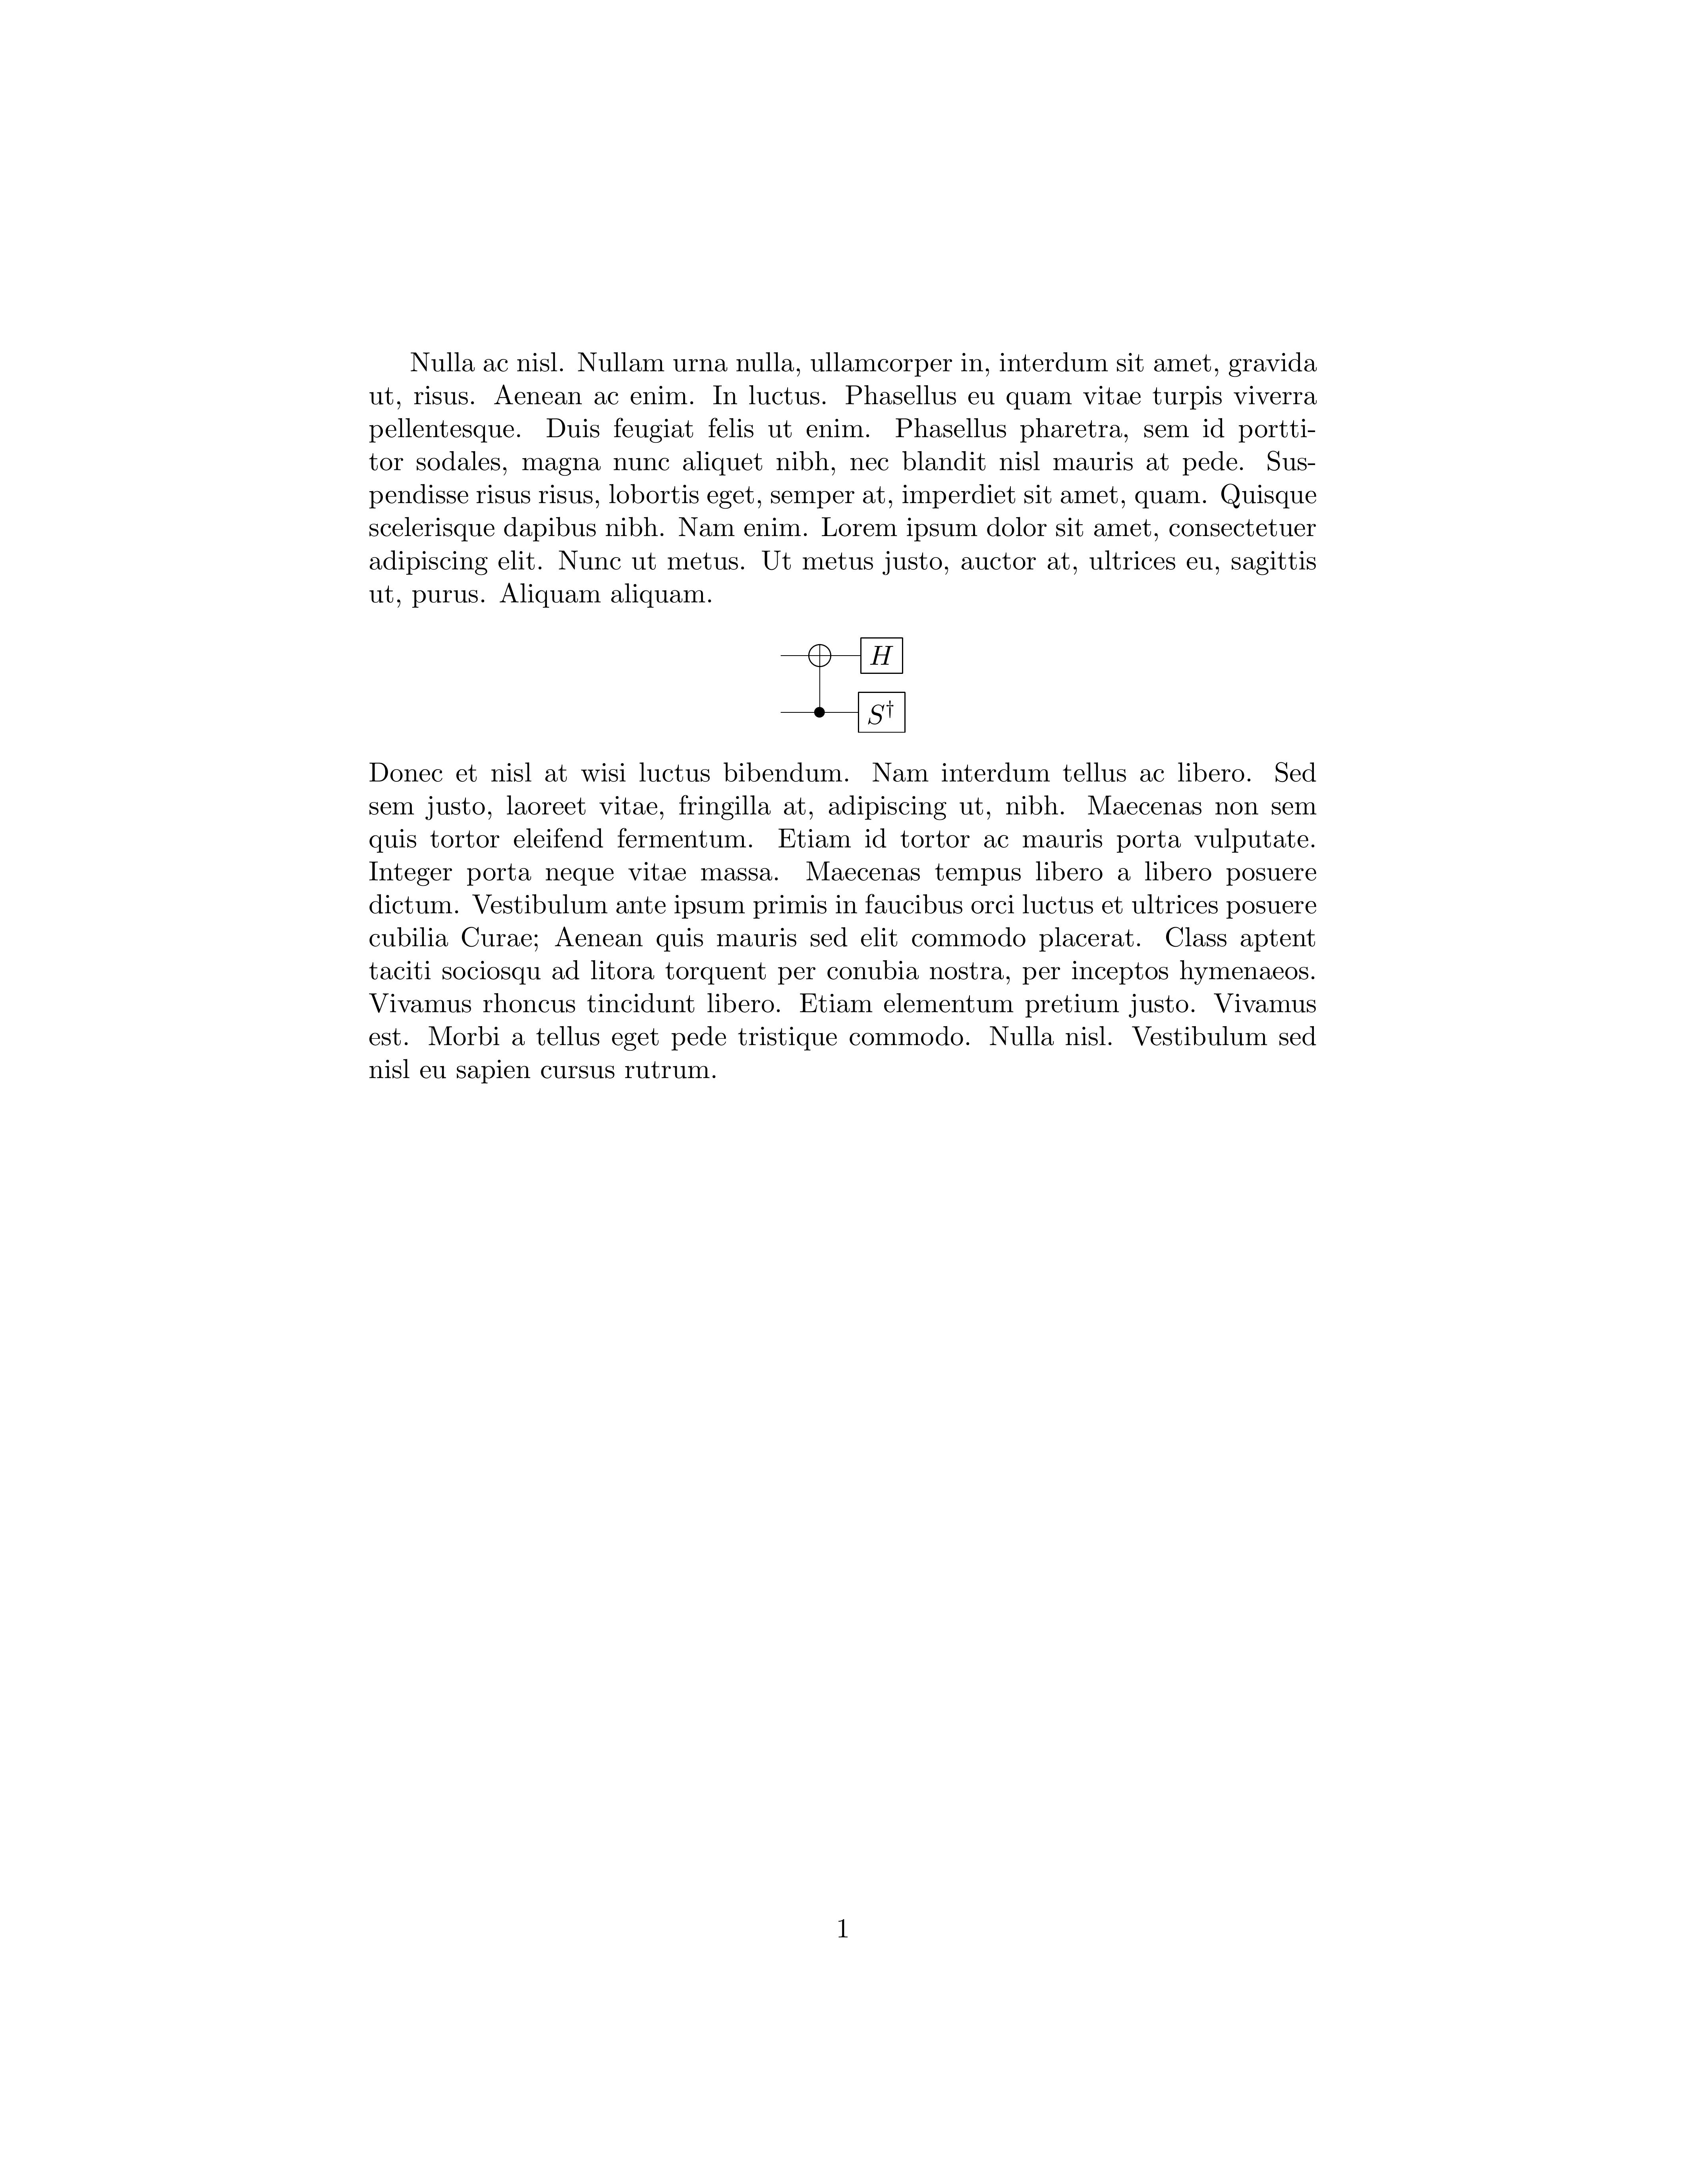 Nulla ac nisl. Nullam urna nulla, ullamcorper in, interdum sit amet, gravida
ut, risus. Aenean ac enim. In luctus. Phasellus eu quam vitae turpis viverra
pellentesque. Duis feugiat felis ut enim. Phasellus pharetra, sem id portti-
tor sodales, magna nunc aliquet nibh, nec blandit nisl mauris at pede. Sus-
pendisse risus risus, lobortis eget, semper at, imperdiet sit amet, quam. Quisque
scelerisque dapibus nibh. Nam enim. Lorem ipsum dolor sit amet, consectetuer
adipiscing elit. Nunc ut metus. Ut metus justo, auctor at, ultrices eu, sagittis
ut, purus. Aliquam aliquam.
H
S†
Donec et nisl at wisi luctus bibendum. Nam interdum tellus ac libero. Sed
sem justo, laoreet vitae, fringilla at, adipiscing ut, nibh. Maecenas non sem
quis tortor eleifend fermentum. Etiam id tortor ac mauris porta vulputate.
Integer porta neque vitae massa. Maecenas tempus libero a libero posuere
dictum. Vestibulum ante ipsum primis in faucibus orci luctus et ultrices posuere
cubilia Curae; Aenean quis mauris sed elit commodo placerat. Class aptent
taciti sociosqu ad litora torquent per conubia nostra, per inceptos hymenaeos.
Vivamus rhoncus tincidunt libero. Etiam elementum pretium justo. Vivamus
est. Morbi a tellus eget pede tristique commodo. Nulla nisl. Vestibulum sed
nisl eu sapien cursus rutrum.
1